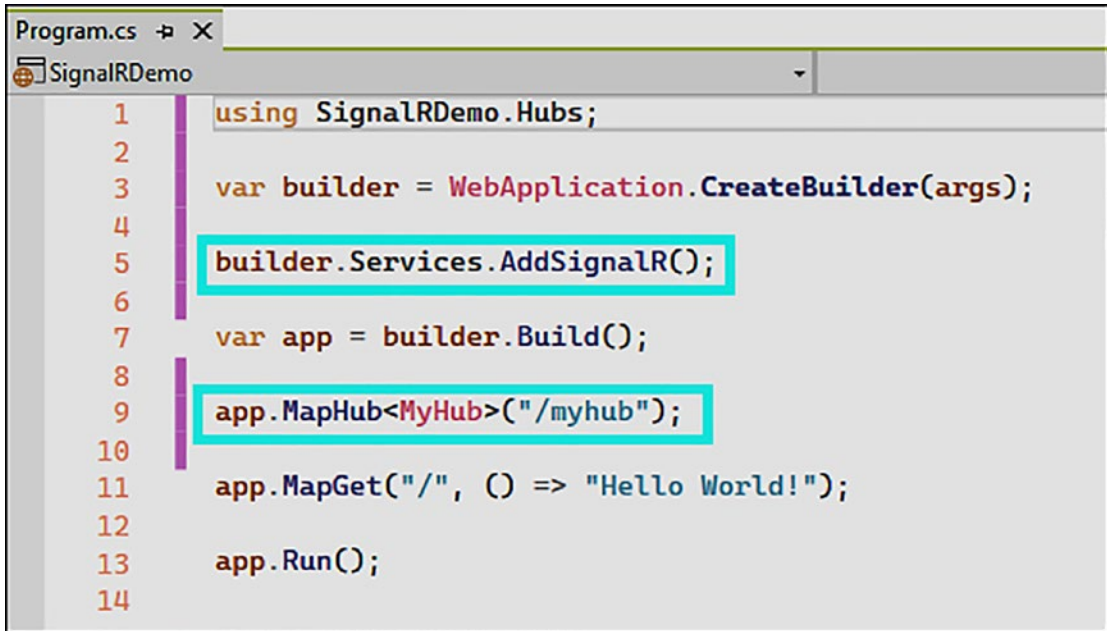 Program.cs
SignalRDemo
1 using SignalRDemo.Hubs;
2
3 var builder = WebApplication.CreateBuilder(args);
4
5 builder.Services.AddSignalR();
6
7 var app = builder.Build();
8
9 app.MapHub<MyHub>("/myhub");
10
11 app.MapGet("/", () => "Hello World!");
12
13 app.Run();
14